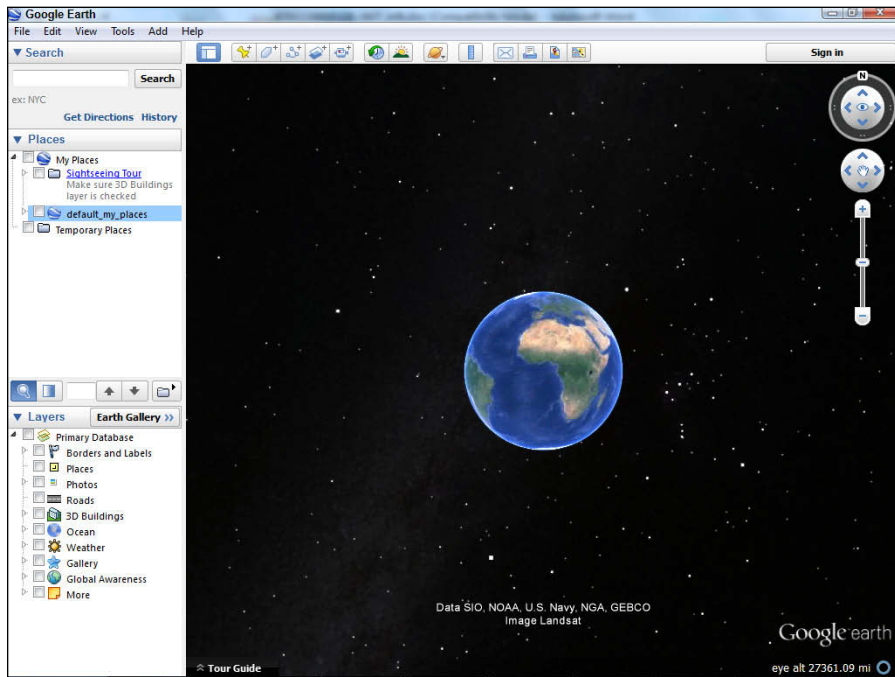 Google Earth
File Edit View Tools Add Help
Search
Search
ex: NYC
Get Directions History
Places
My Places
Sightseeing Tour
Make sure 3D Buildings
layer is checked
default_my_places
Temporary Places
Layers
Earth Gallery >>
Primary Database
Borders and Labels
Places
Photos
Roads
3D Buildings
Ocean
Weather
Gallery
Global Awareness
More
Sign in
N
Data SIO, NOAA, U.S. Navy, NGA, GEBCO
Image Landsat
Google earth
Tour Guide
eye alt 27361.09 mi